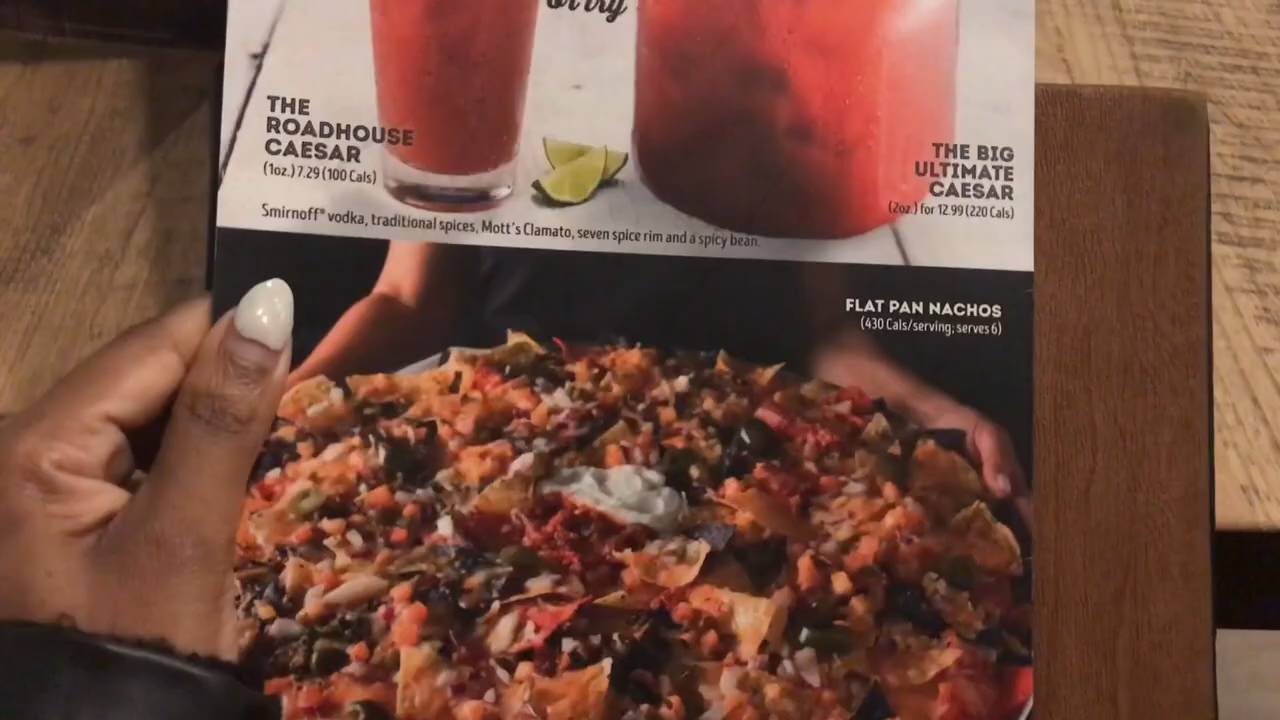 or try
THE
ROADHOUSE
CAESAR
(1oz.) 7.29 (100 Cals)
THE BIG
ULTIMATE
CAESAR
(2oz.) for 12.99 (220 Cals)
Smirnoff® vodka, traditional spices, Mott's Clamato, seven spice rim and a spicy bean.
FLAT PAN NACHOS
(430 Cals/serving; serves 6)